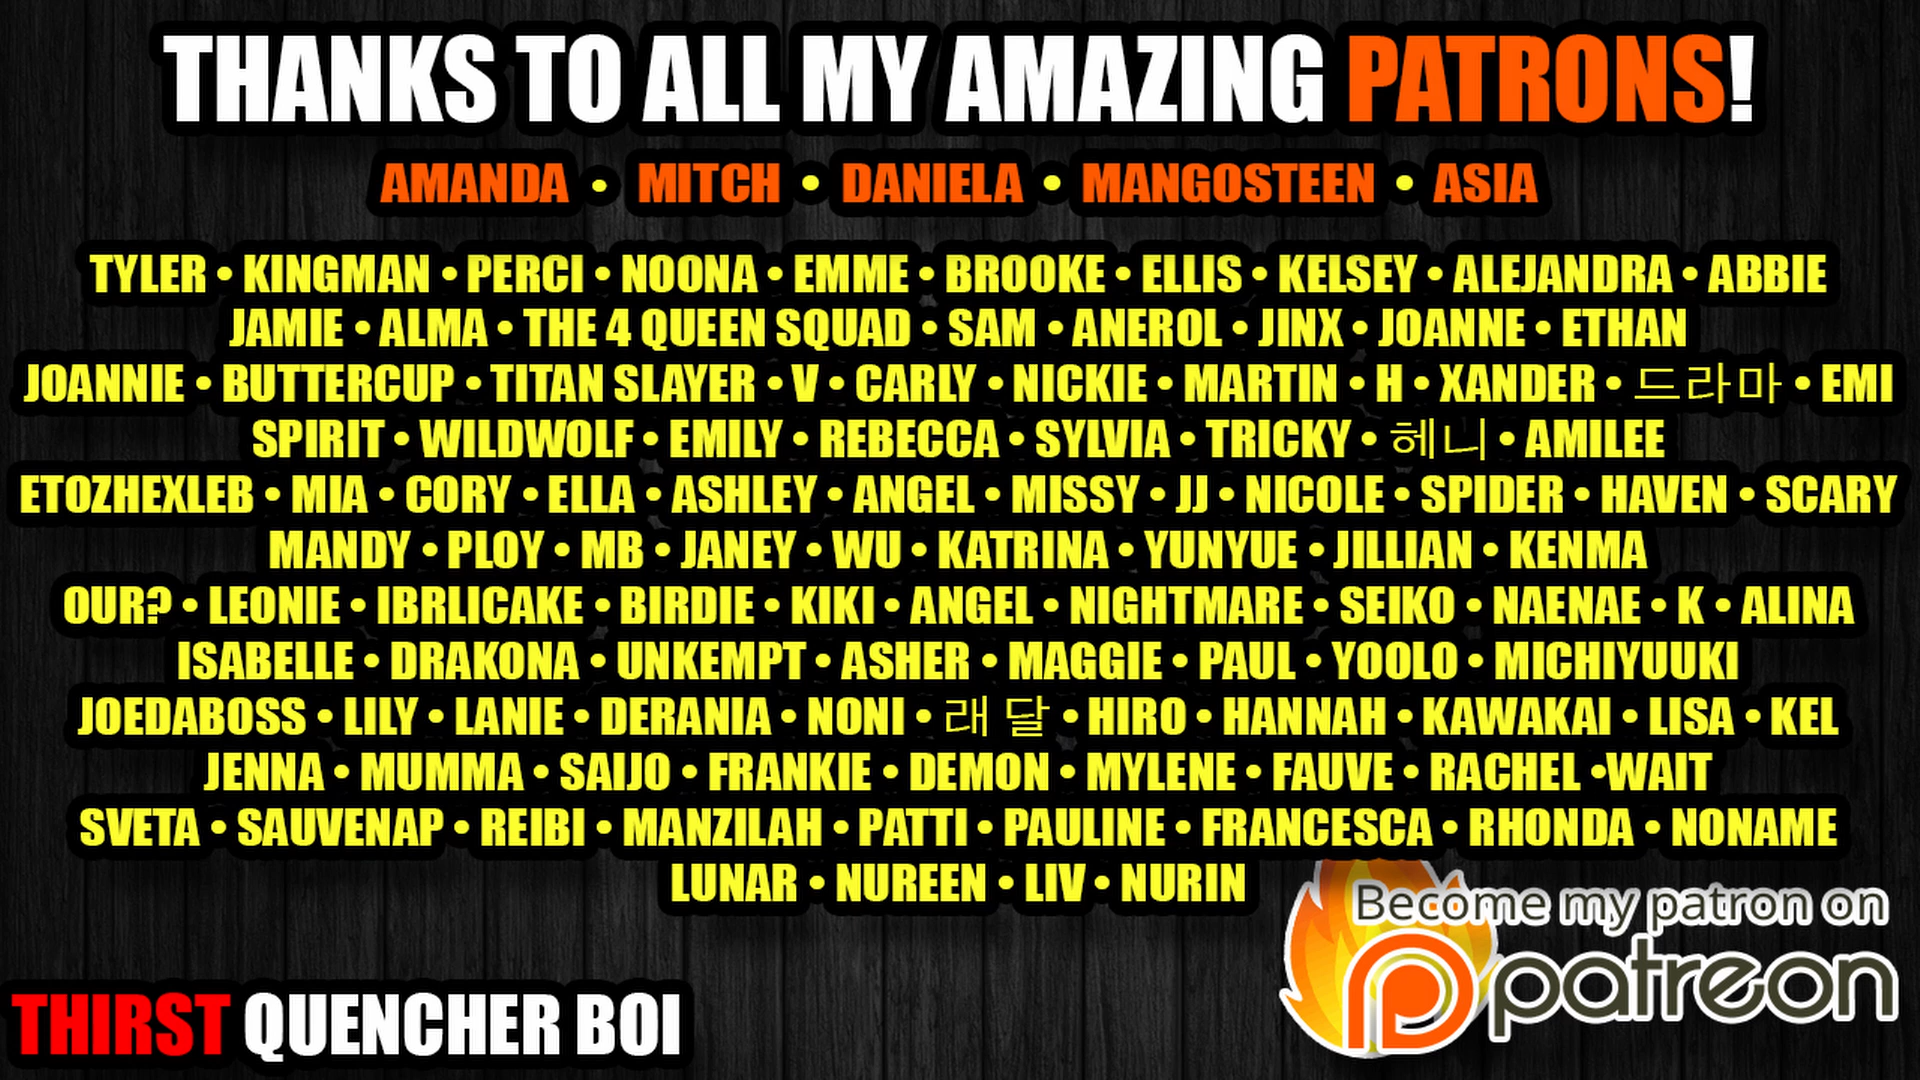 THANKS TO ALL MY AMAZING PATRONS!
AMANDA • MITCH • DANIELA • MANGOSTEEN • ASIA
TYLER • KINGMAN • PERCI • NOONA • EMME • BROOKE • ELLIS • KELSEY • ALEJANDRA • ABBIE
JAMIE • ALMA • THE 4 QUEEN SQUAD • SAM • ANEROL • JINX • JOANNE • ETHAN
JOANNIE • BUTTERCUP • TITAN SLAYER • V • CARLY • NICKIE • MARTIN • H • XANDER • 드라마 • EMI
SPIRIT • WILDWOLF • EMILY • REBECCA • SYLVIA • TRICKY • 헤니 • AMILEE
ETOZHEXLEB • MIA • CORY • ELLA • ASHLEY • ANGEL • MISSY • JJ • NICOLE • SPIDER • HAVEN • SCARY
MANDY • PLOY • MB • JANEY • WU • KATRINA • YUNYUE • JILLIAN • KENMA
OUR? • LEONIE • IBRLICAKE • BIRDIE • KIKI • ANGEL • NIGHTMARE • SEIKO • NAENAE • K • ALINA
ISABELLE • DRAKONA • UNKEMPT • ASHER • MAGGIE • PAUL • YOOLO • MICHIYUUKI
JOEDABOSS • LILY • LANIE • DERANIA • NONI • 래 달 • HIRO • HANNAH • KAWAKAI • LISA • KEL
JENNA • MUMMA • SAIJO • FRANKIE • DEMON • MYLENE • FAUVE • RACHEL •WAIT
SVETA • SAUVENAP • REIBI • MANZILAH • PATTI • PAULINE • FRANCESCA • RHONDA • NONAME
LUNAR • NUREEN • LIV • NURIN
Become my patron on
patreon
THIRST QUENCHER BOI